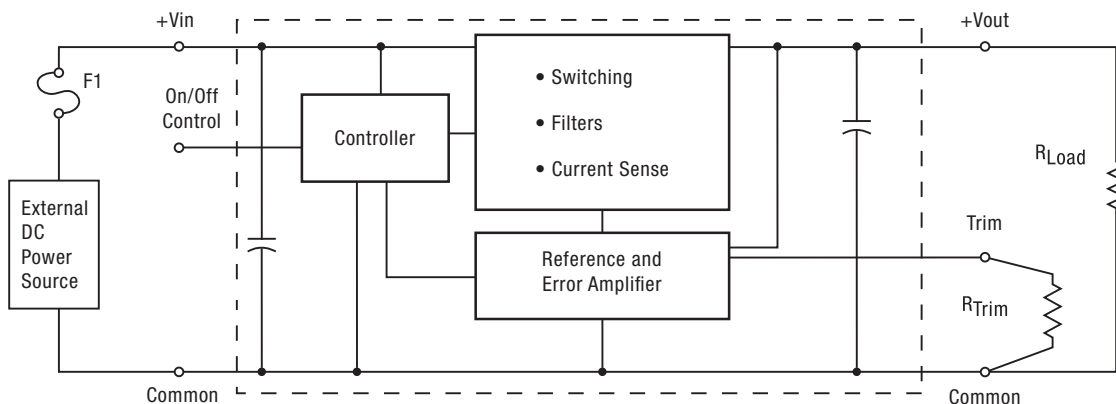 +Vin
+Vout
F1
On/Off
Control
Controller
• Switching
• Filters
• Current Sense
RLoad
External
DC
Power
Source
Reference and
Error Amplifier
Trim
RTrim
Common
Common